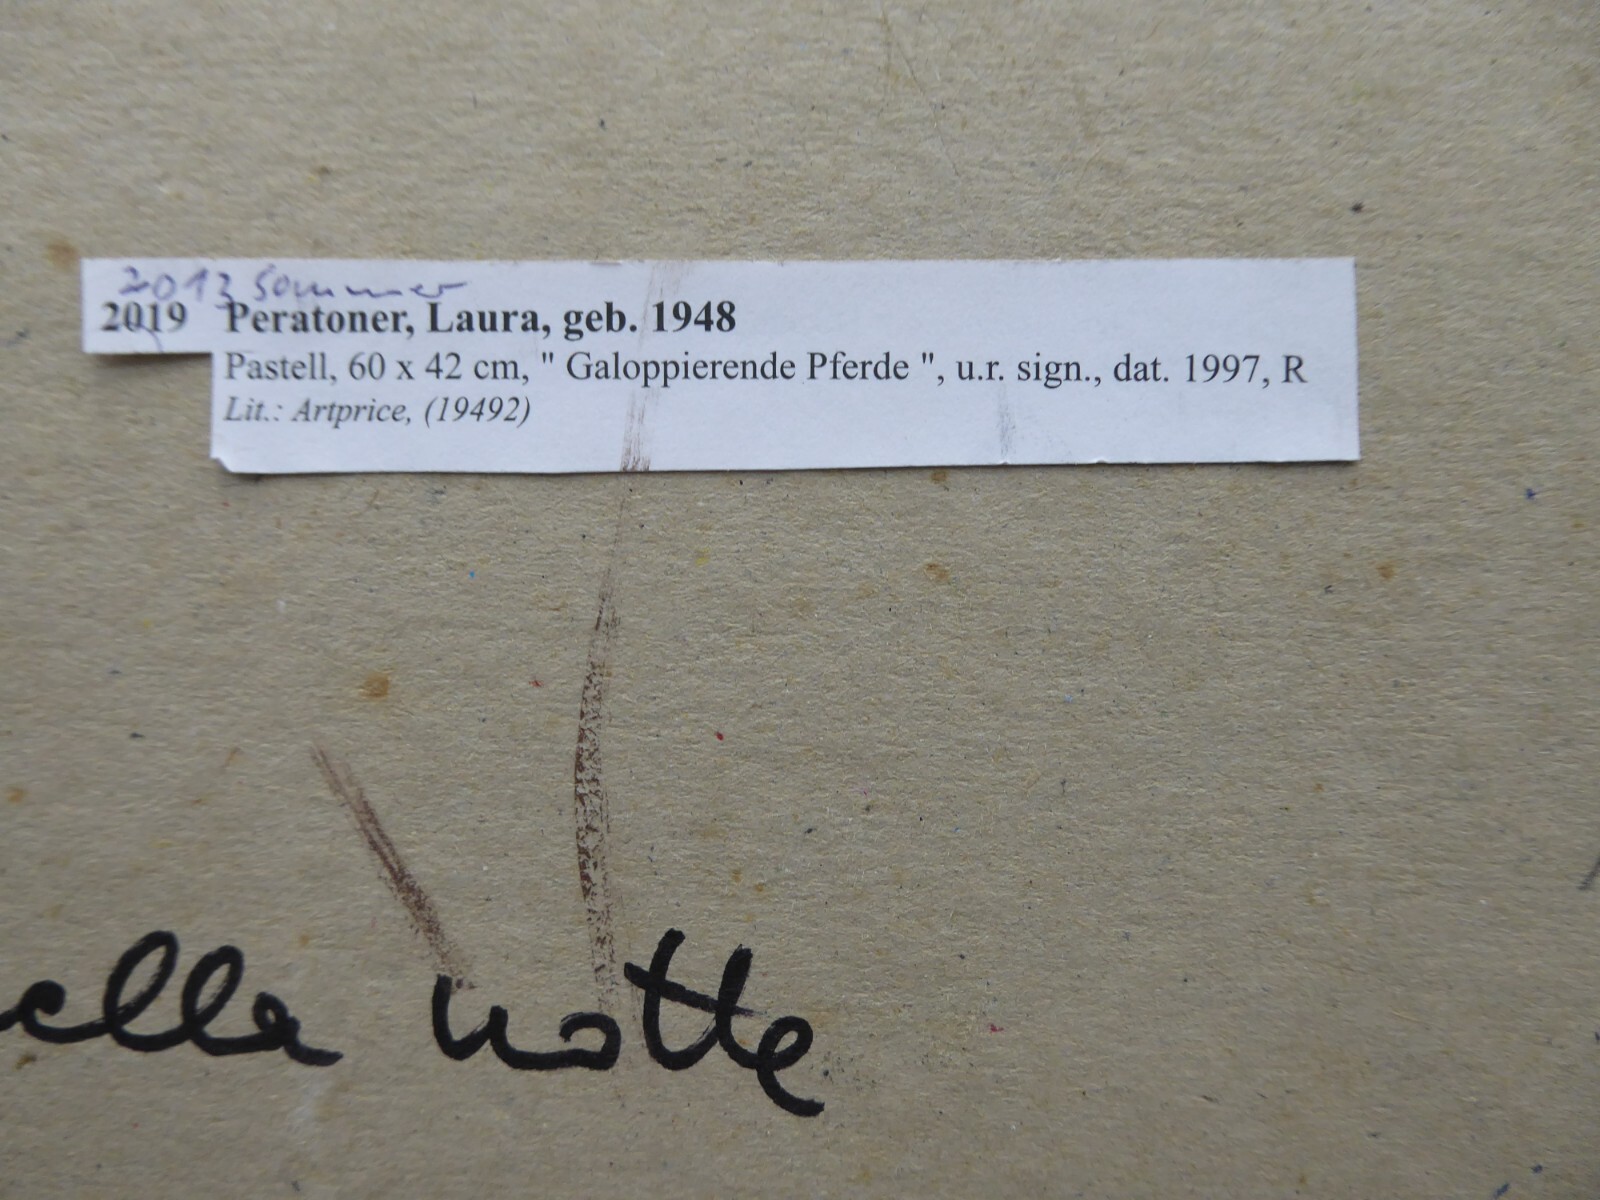 2013 Sommer
2019 Peratoner, Laura, geb. 1948
Pastell, 60 x 42 cm, " Galoppierende Pferde ", u.r. sign., dat. 1997, R
Lit.: Artprice, (19492)
ella notte